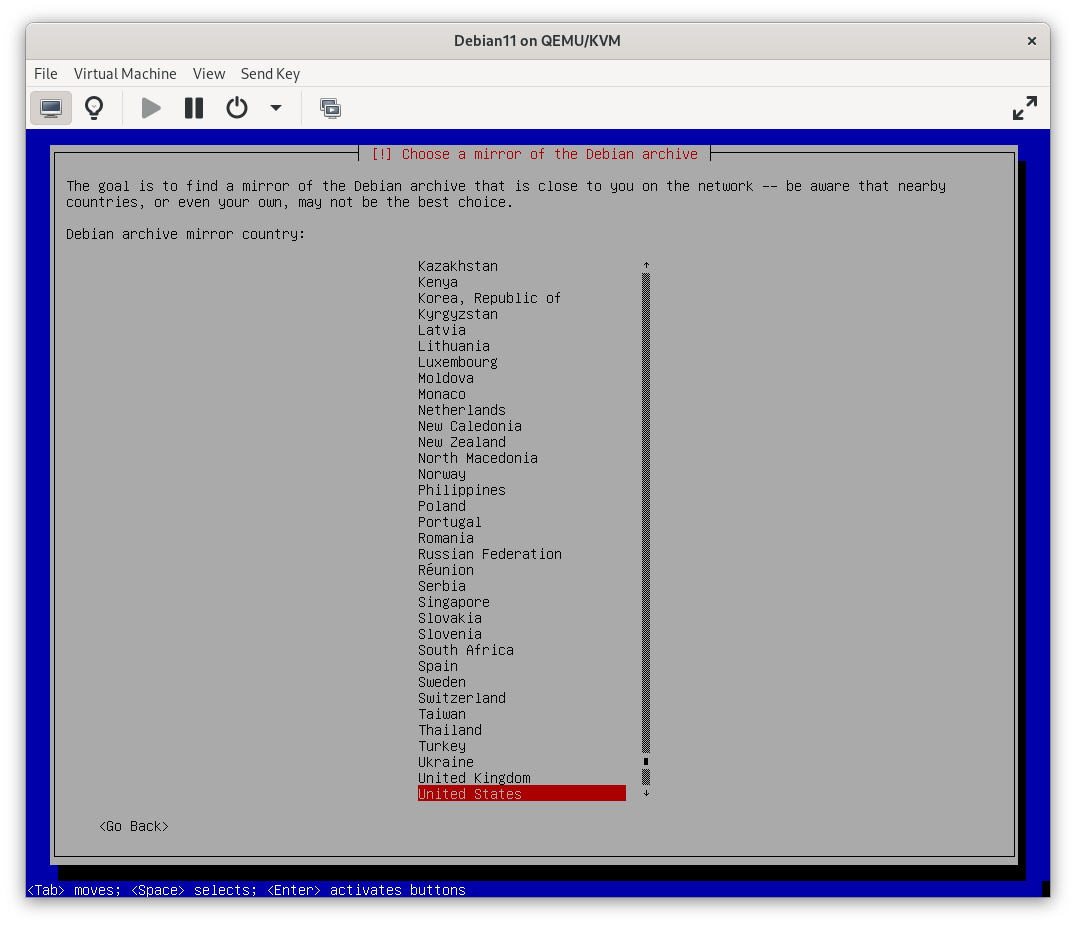 Debian11 on QEMU/KVM
File Virtual Machine View Send Key
[!] Choose a mirror of the Debian archive
The goal is to find a mirror of the Debian archive that is close to you on the network -- be aware that nearby
countries, or even your own, may not be the best choice.
Debian archive mirror country:
Kazakhstan
Kenya
Korea, Republic of
Kyrgyzstan
Latvia
Lithuania
Luxembourg
Moldova
Monaco
Netherlands
New Caledonia
New Zealand
North Macedonia
Norway
Philippines
Poland
Portugal
Romania
Russian Federation
Réunion
Serbia
Singapore
Slovakia
Slovenia
South Africa
Spain
Sweden
Switzerland
Taiwan
Thailand
Turkey
Ukraine
United Kingdom
United States
<Go Back>
<Tab> moves; <Space> selects; <Enter> activates buttons